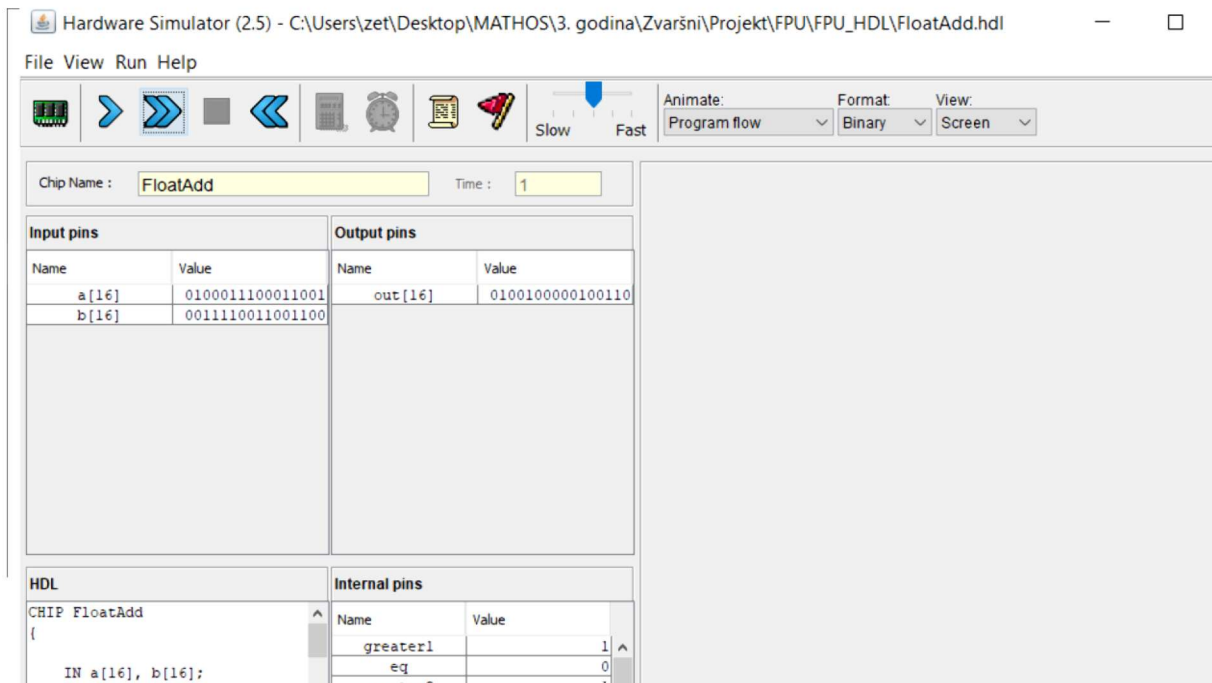 Hardware Simulator (2.5) - C:\Users\zet\Desktop\MATHOS\3. godina\Zvaršni\Projekt\FPU\FPU_HDL\FloatAdd.hdl
File View Run Help
Animate: Format: View:
Slow Fast Program flow Binary Screen
Chip Name : FloatAdd Time : 1
Input pins Output pins
Name Value Name Value
a[16] 0100011100011001 out[16] 0100100000100110
b[16] 0011110011001100
HDL Internal pins
CHIP FloatAdd Name Value
{ greater1 1
IN a[16], b[16]; eq 0